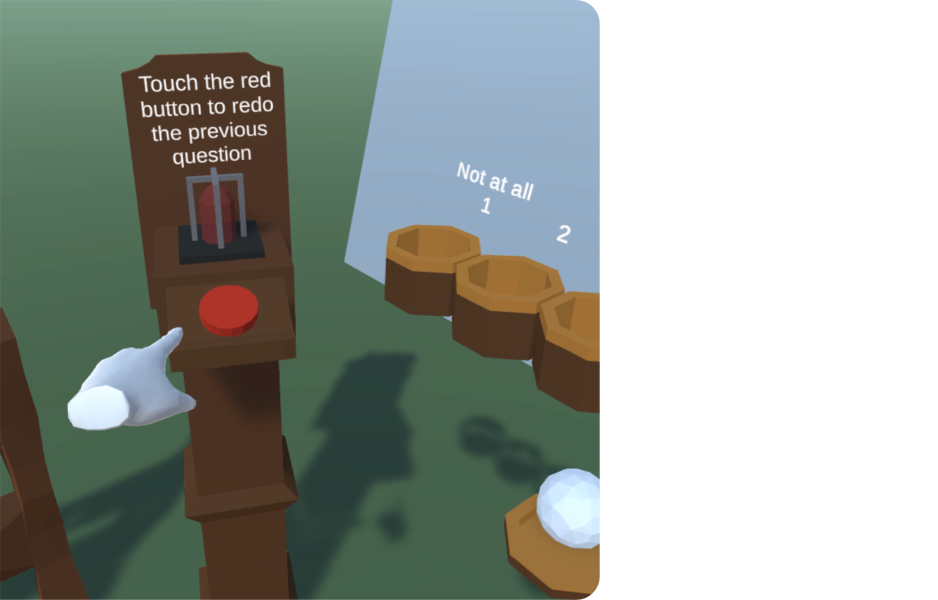 Touch the red
button to redo
the previous
question
Not at all
1
2